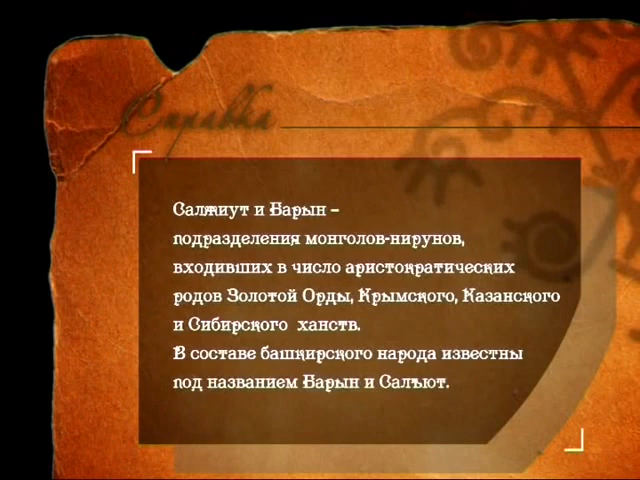 Справка
Салжиут и Барын –
подразделения монголов-нирунов,
входивших в число аристократических
родов Золотой Орды, Крымского, Казанского
и Сибирского ханств.
В составе башкирского народа известны
под названием Барын и Салъют.